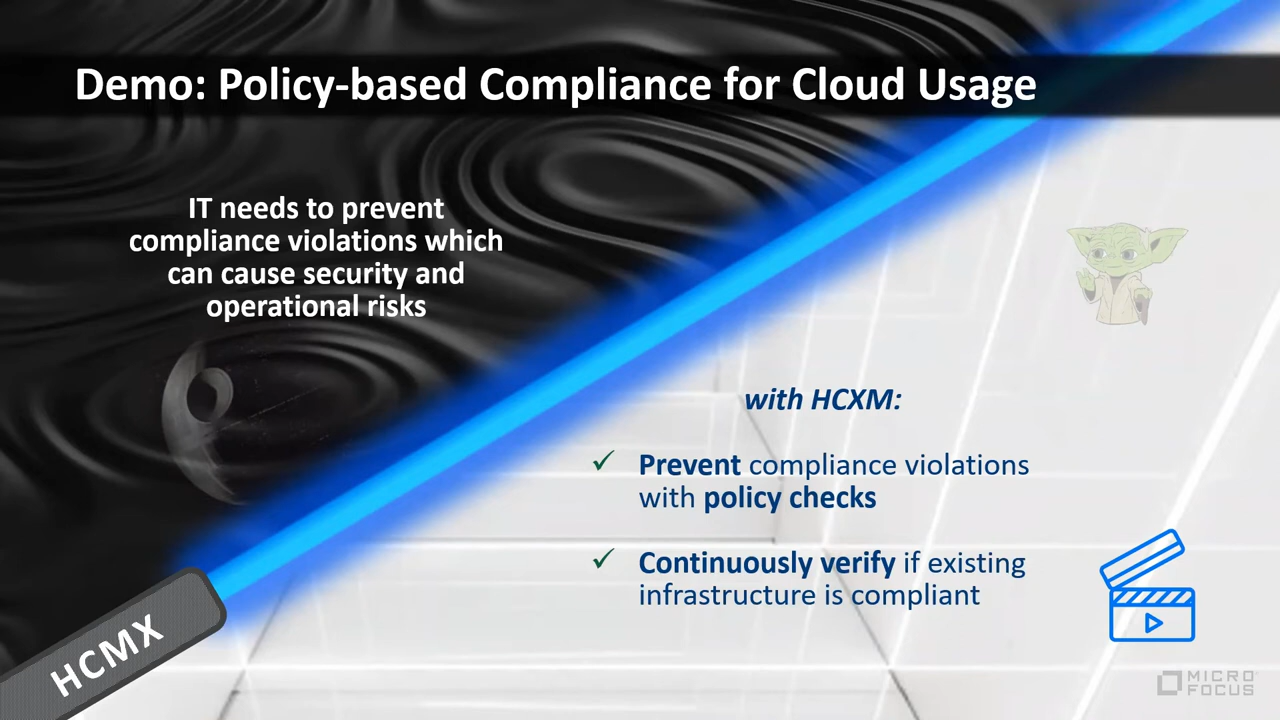 Demo: Policy-based Compliance for Cloud Usage
IT needs to prevent
compliance violations which
can cause security and
operational risks
with HCXM:
✓ Prevent compliance violations
with policy checks
✓ Continuously verify if existing
infrastructure is compliant
HCMX
MICRO
FOCUS